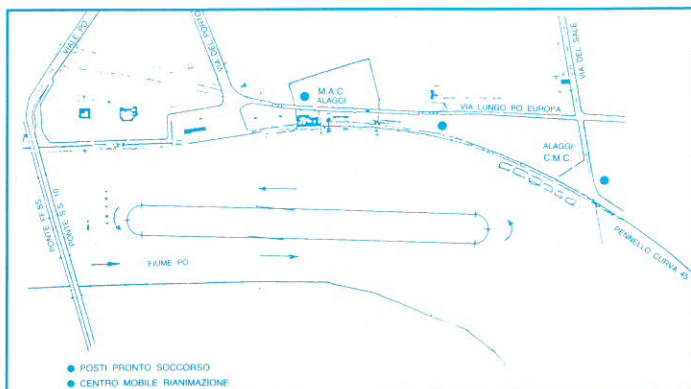 VIALE PO
VIA DEL PORTO
VIA DEL SALE
M.A.C.
ALAGGI
VIA LUNGO PO EUROPA
ALAGGI
C.M.C.
PONTE FF.SS.
PONTE S.S. 10
FIUME PO
PENNELLO CURVA 45
POSTI PRONTO SOCCORSO
CENTRO MOBILE RIANIMAZIONE